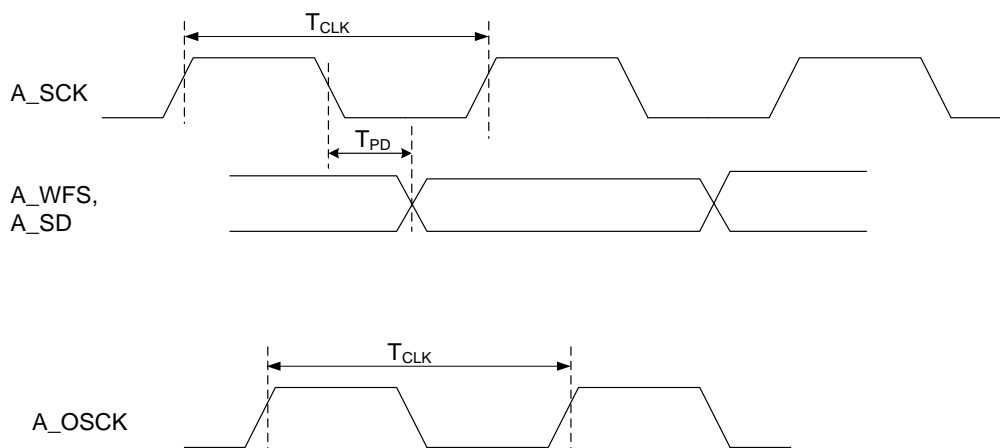 TCLK
A_SCK
TPD
A_WFS,
A_SD
TCLK
A_OSCK